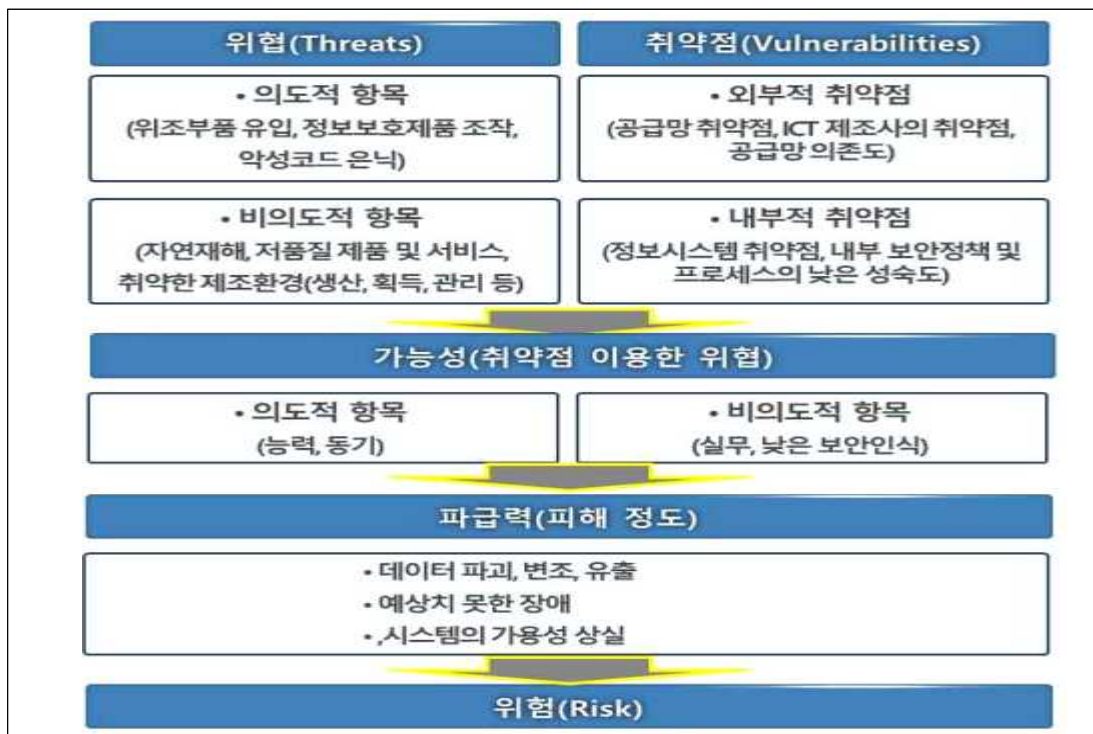 위협(Threats)
• 의도적 항목
(위조부품 유입, 정보보호제품 조작,
악성코드 은닉)
• 비의도적 항목
(자연재해, 저품질 제품 및 서비스,
취약한 제조환경(생산, 획득, 관리 등)
취약점(Vulnerabilities)
• 외부적 취약점
(공급망 취약점, ICT 제조사의 취약점,
공급망 의존도)
• 내부적 취약점
(정보시스템 취약점, 내부 보안정책 및
프로세스의 낮은 성숙도)
가능성(취약점 이용한 위협)
• 의도적 항목
(능력, 동기)
• 비의도적 항목
(실무, 낮은 보안인식)
파급력(피해 정도)
• 데이터 파괴, 변조, 유출
• 예상치 못한 장애
• ,시스템의 가용성 상실
위험(Risk)